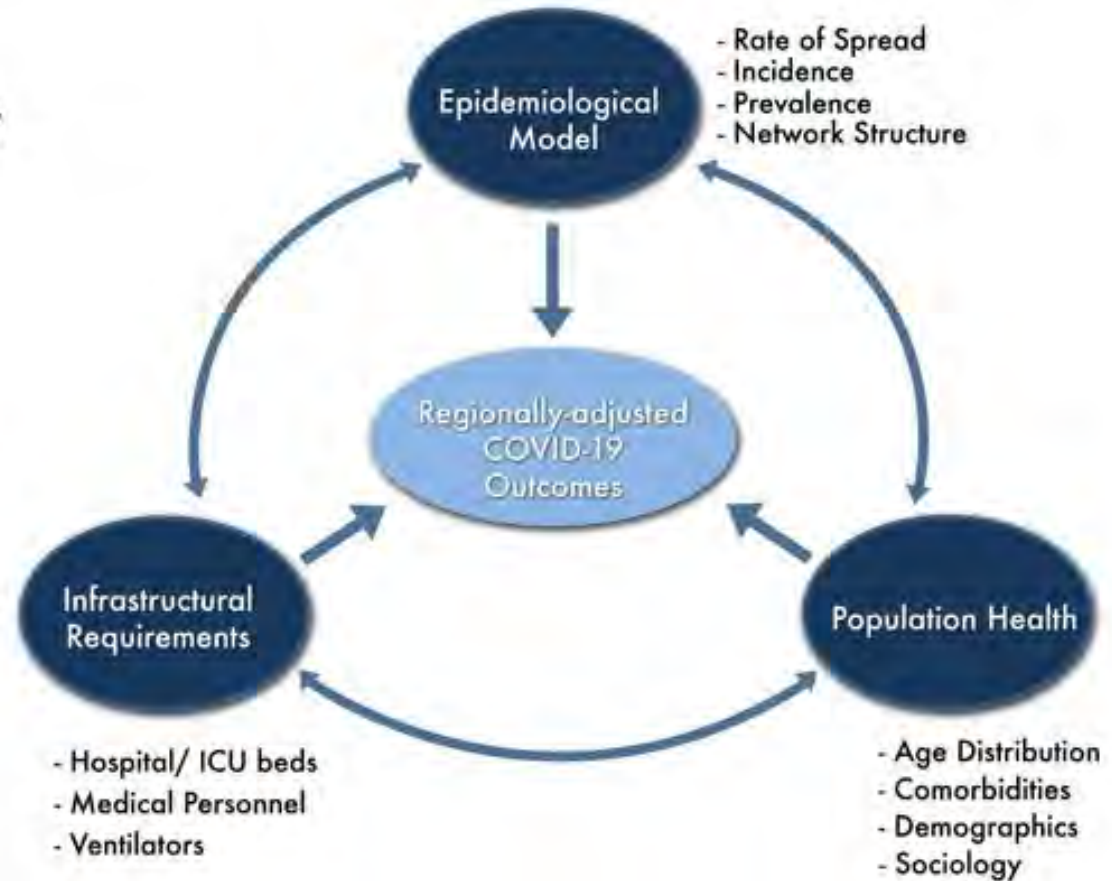 Epidemiological
Model
- Rate of Spread
- Incidence
- Prevalence
- Network Structure
Regionally-adjusted
COVID-19
Outcomes
Infrastructural
Requirements
- Hospital/ ICU beds
- Medical Personnel
- Ventilators
Population Health
- Age Distribution
- Comorbidities
- Demographics
- Sociology